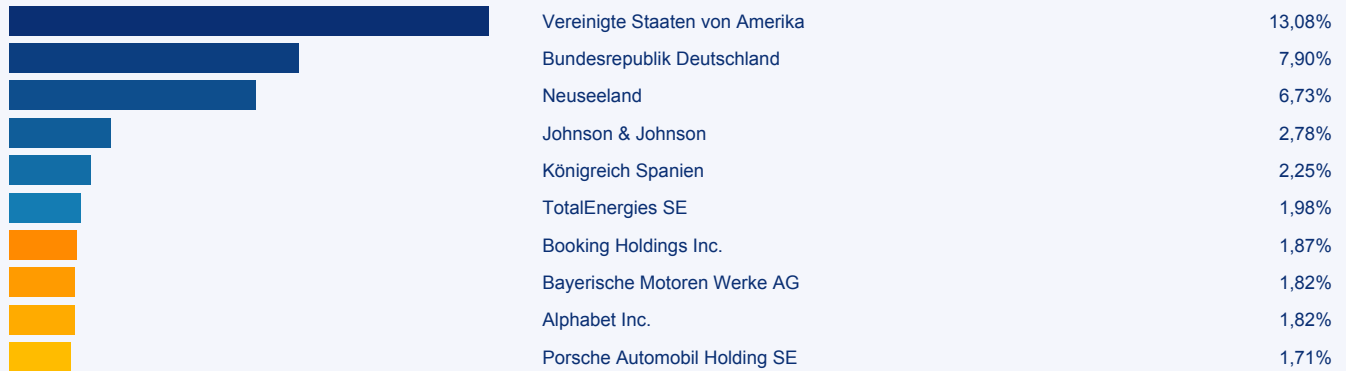 Vereinigte Staaten von Amerika 13,08%
Bundesrepublik Deutschland 7,90%
Neuseeland 6,73%
Johnson & Johnson 2,78%
Königreich Spanien 2,25%
TotalEnergies SE 1,98%
Booking Holdings Inc. 1,87%
Bayerische Motoren Werke AG 1,82%
Alphabet Inc. 1,82%
Porsche Automobil Holding SE 1,71%